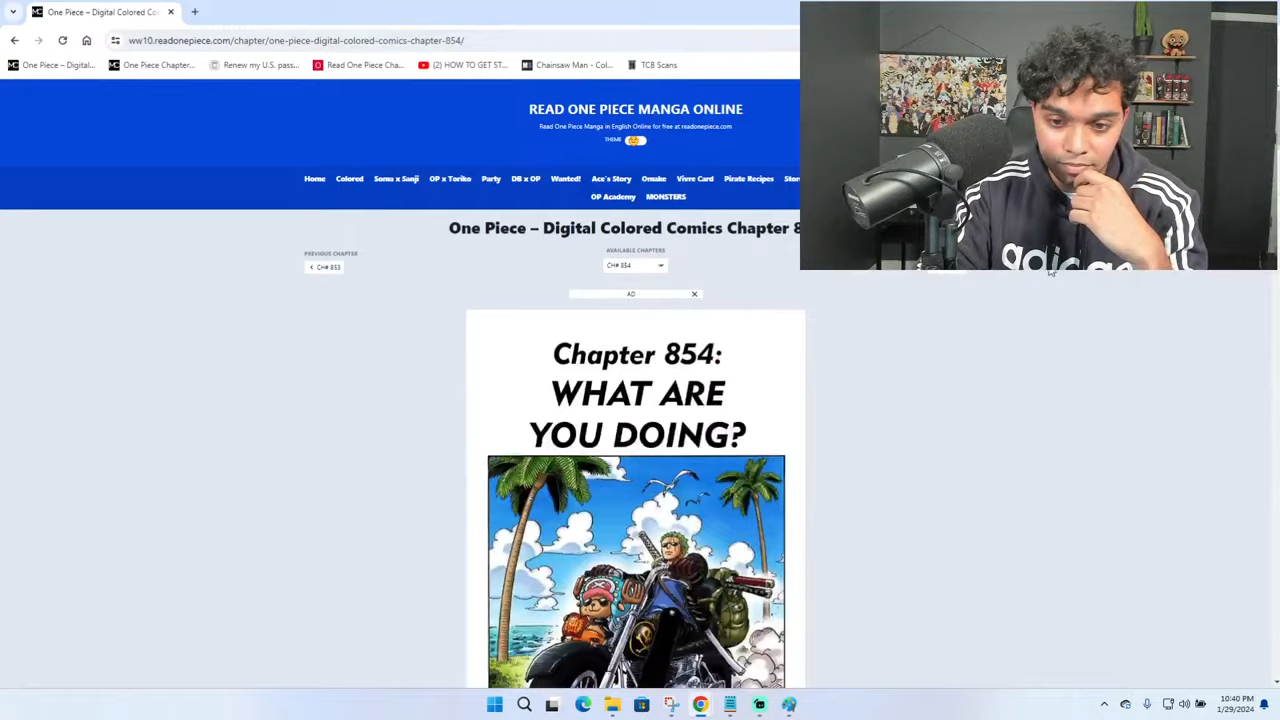 One Piece – Digital Colored Co
ww10.readonepiece.com/chapter/one-piece-digital-colored-comics-chapter-854/
One Piece – Digital... One Piece Chapter... Renew my U.S. pass... Read One Piece Cha... (2) HOW TO GET ST... Chainsaw Man - Col... TCB Scans
READ ONE PIECE MANGA ONLINE
Read One Piece Manga in English Online for free at readonepiece.com
THEME
Home Colored Soma x Sanji OP x Toriko Party DB x OP Wanted! Ace's Story Omake Vivre Card Pirate Recipes
OP Academy MONSTERS
One Piece – Digital Colored Comics Chapter
PREVIOUS CHAPTER
CH# 853
AVAILABLE CHAPTERS
CH# 854
AD
Chapter 854:
WHAT ARE
YOU DOING?
adidas
10:40 PM
1/29/2024